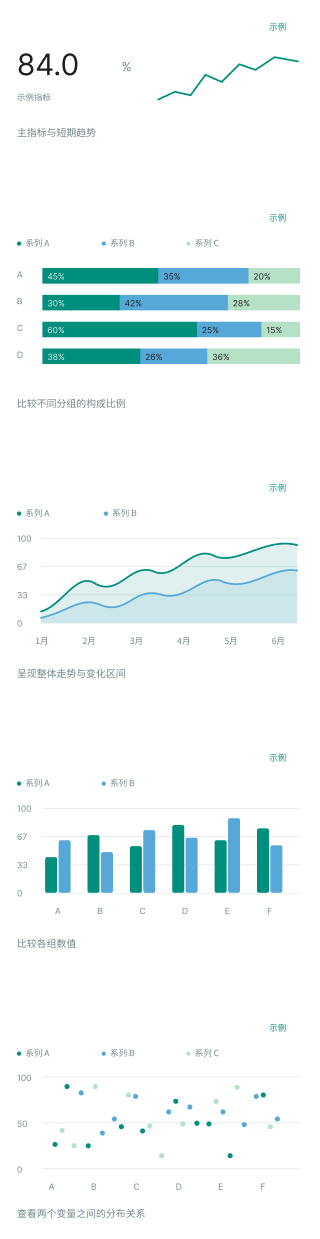 示例
84.0 %
示例指标
主指标与短期趋势
示例
系列 A 系列 B 系列 C
A 45% 35% 20%
B 30% 42% 28%
C 60% 25% 15%
D 38% 26% 36%
比较不同分组的构成比例
示例
系列 A 系列 B
100
67
33
0
1月 2月 3月 4月 5月 6月
呈现整体走势与变化区间
示例
系列 A 系列 B
100
67
33
0
A B C D E F
比较各组数值
示例
系列 A 系列 B 系列 C
100
50
0
A B C D E F
查看两个变量之间的分布关系